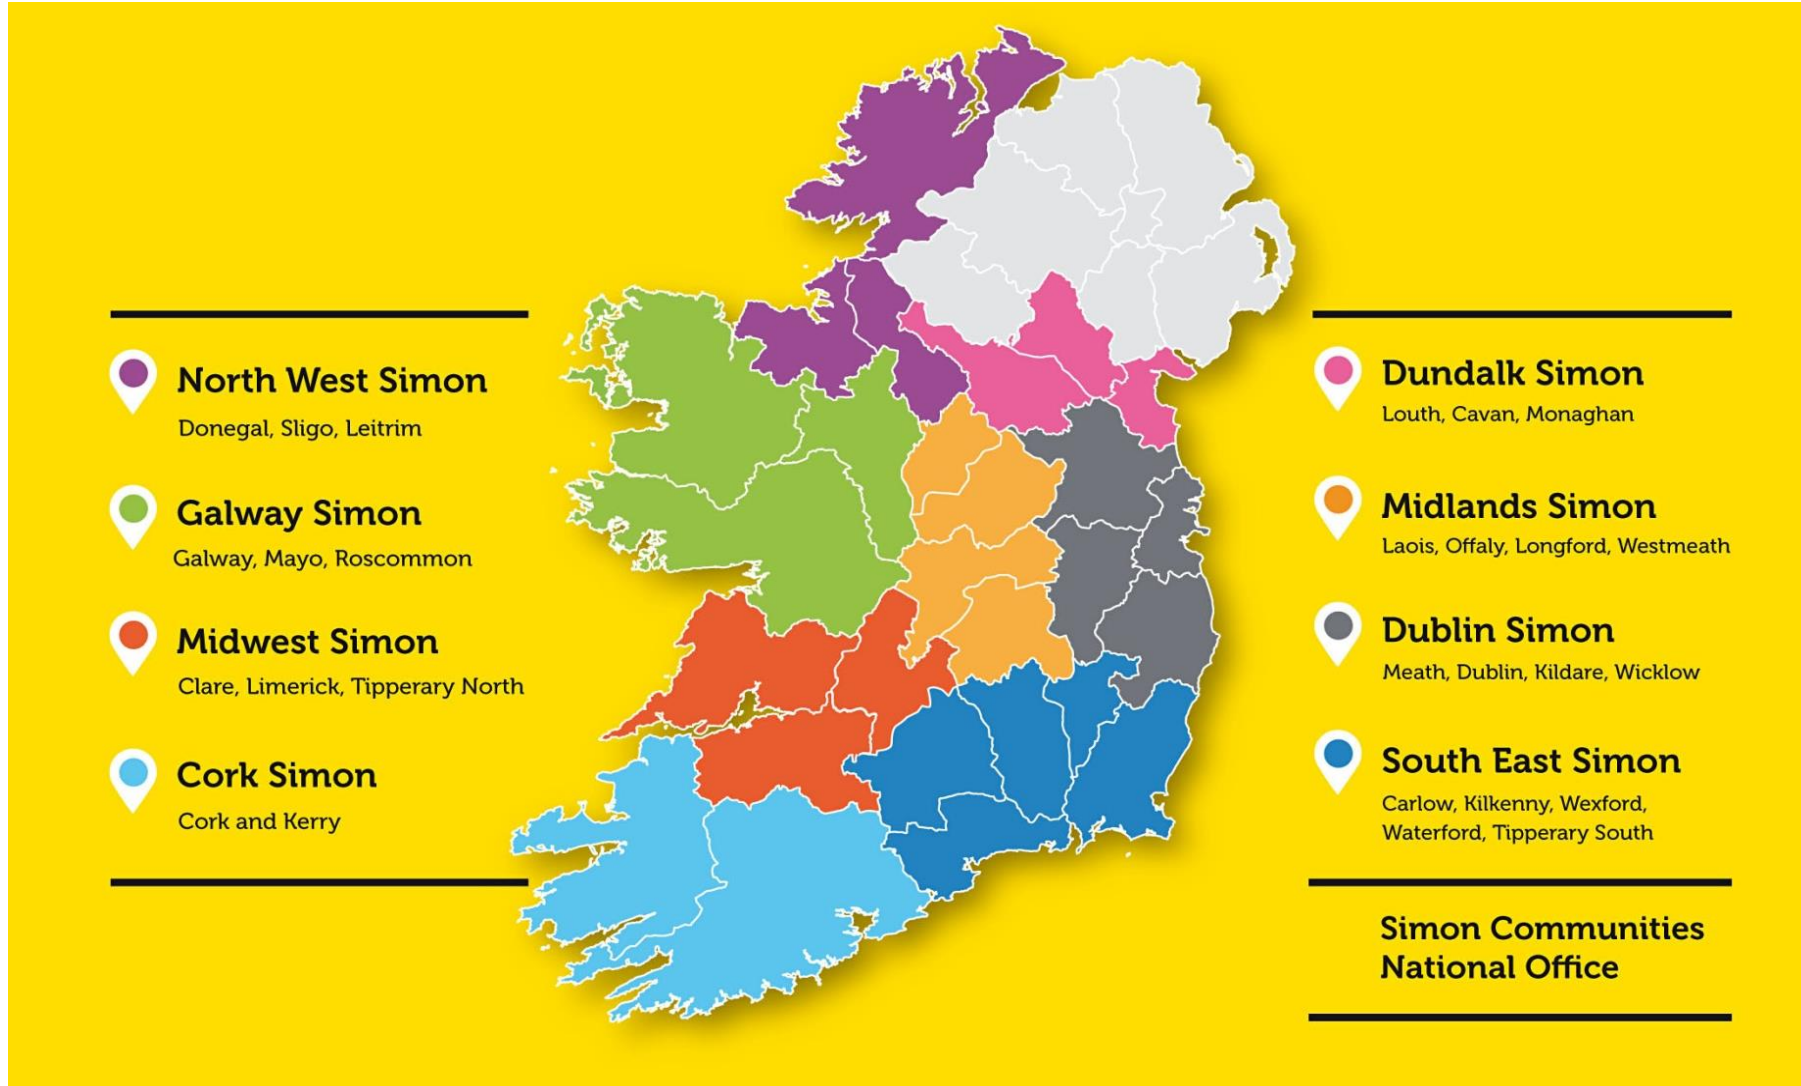 North West Simon
Donegal, Sligo, Leitrim
Galway Simon
Galway, Mayo, Roscommon
Midwest Simon
Clare, Limerick, Tipperary North
Cork Simon
Cork and Kerry
Dundalk Simon
Louth, Cavan, Monaghan
Midlands Simon
Laois, Offaly, Longford, Westmeath
Dublin Simon
Meath, Dublin, Kildare, Wicklow
South East Simon
Carlow, Kilkenny, Wexford,
Waterford, Tipperary South
Simon Communities
National Office